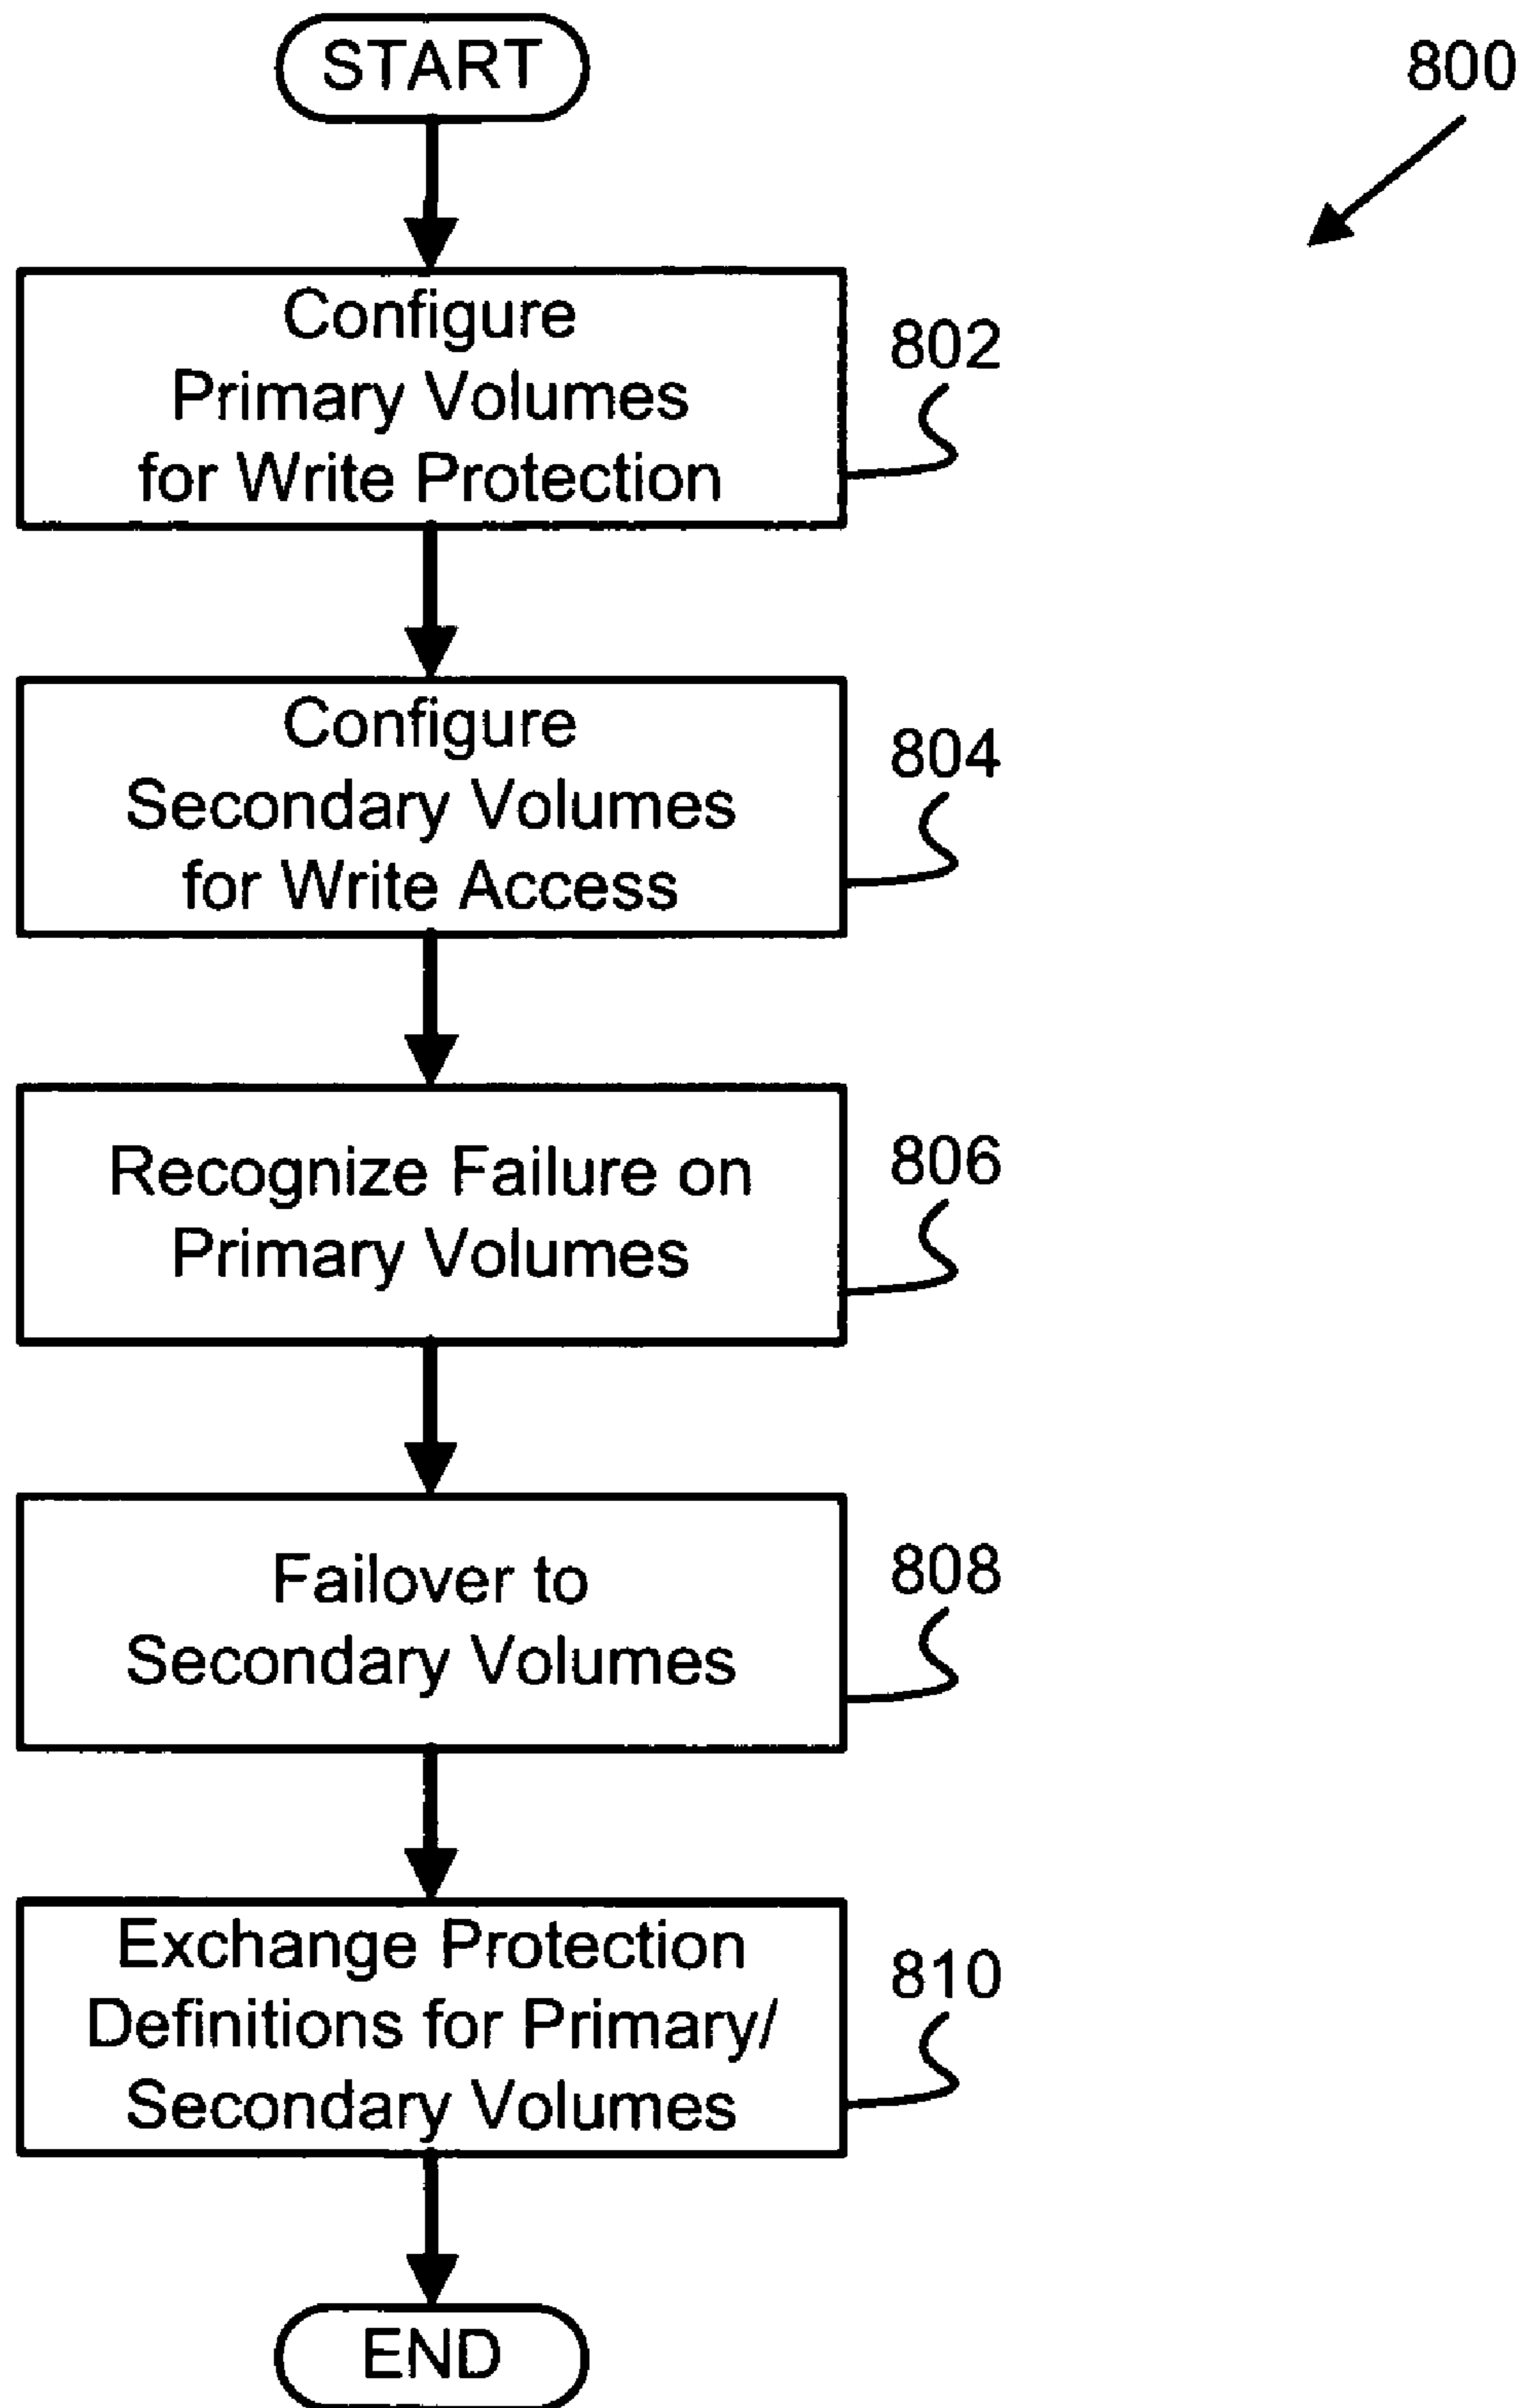 START
800
Configure
Primary Volumes
for Write Protection
802
Configure
Secondary Volumes
for Write Access
804
Recognize Failure on
Primary Volumes
806
Failover to
Secondary Volumes
808
Exchange Protection
Definitions for Primary/
Secondary Volumes
810
END